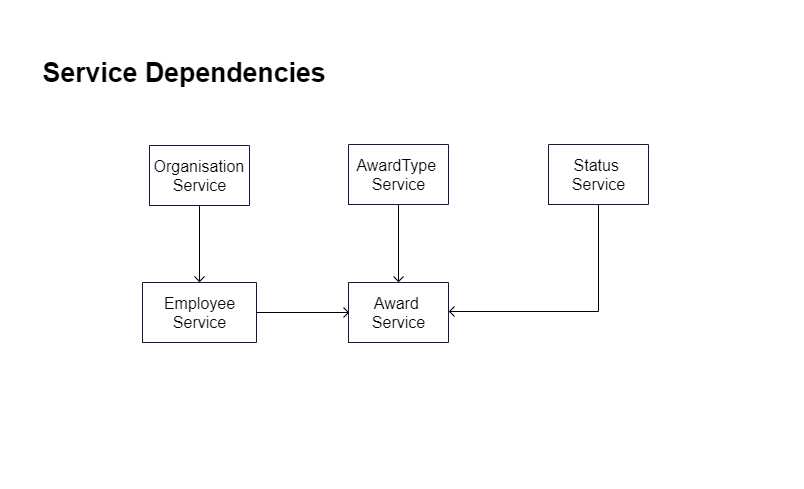 Service Dependencies
Organisation
Service
AwardType
Service
Status
Service
Employee
Service
Award
Service